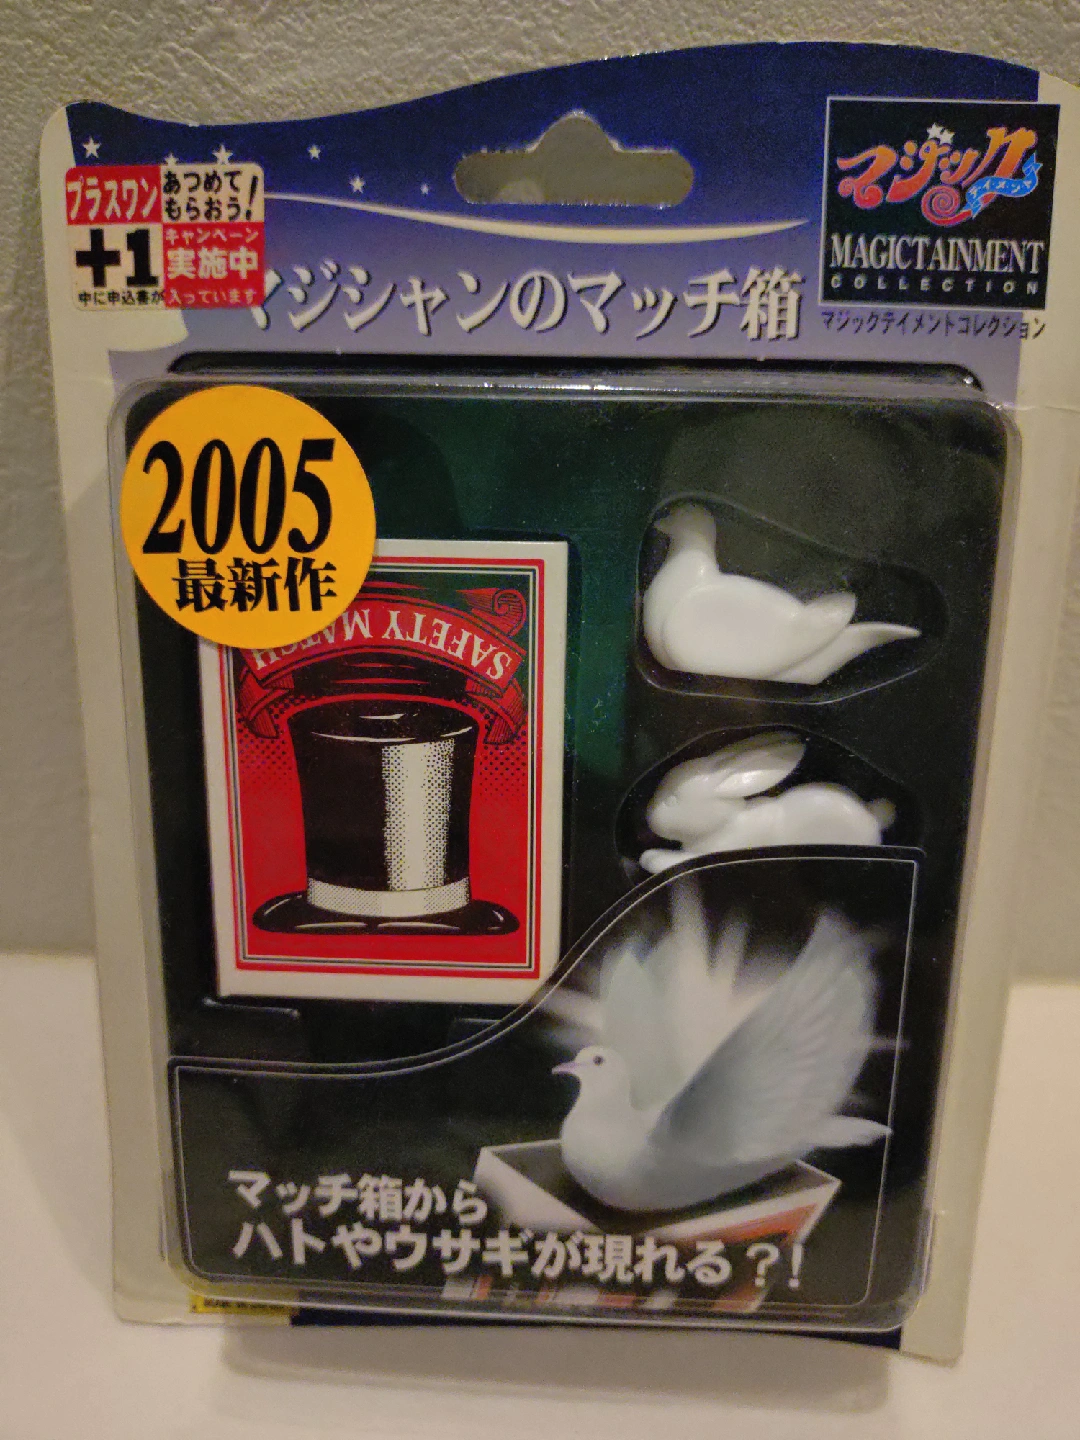 プラスワン
+1
あつめて
もらおう!
キャンペーン
実施中
中に申込書が入っています
マジシャンのマッチ箱
マジック
テイメント
MAGICTAINMENT
COLLECTION
マジックテイメントコレクション
2005
最新作
SAFETY MATCH
マッチ箱から
ハトやウサギが現れる?!